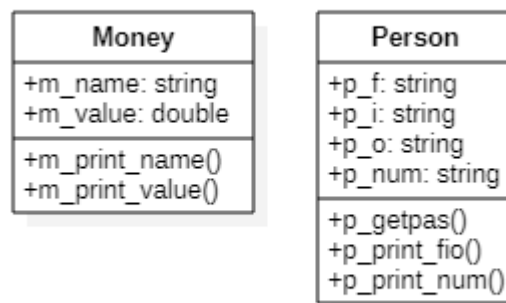 Money
+m_name: string
+m_value: double
+m_print_name()
+m_print_value()
Person
+p_f: string
+p_i: string
+p_o: string
+p_num: string
+p_getpas()
+p_print_fio()
+p_print_num()